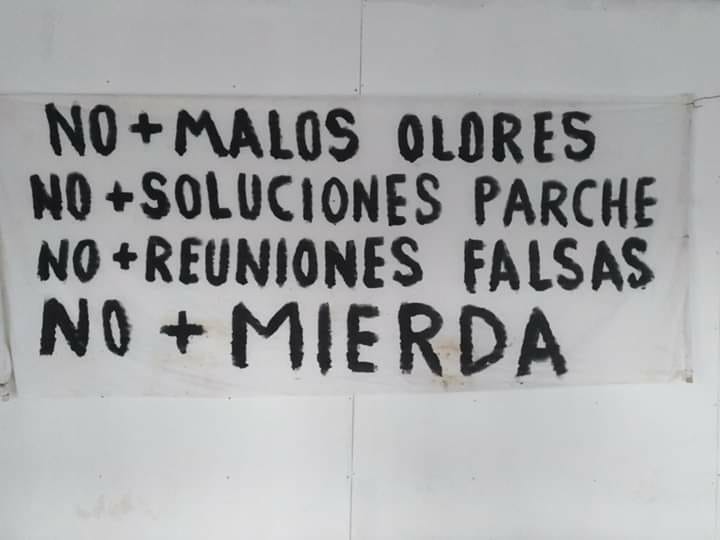 NO + MALOS OLORES
NO + SOLUCIONES PARCHE
NO + REUNIONES FALSAS
NO + MIERDA